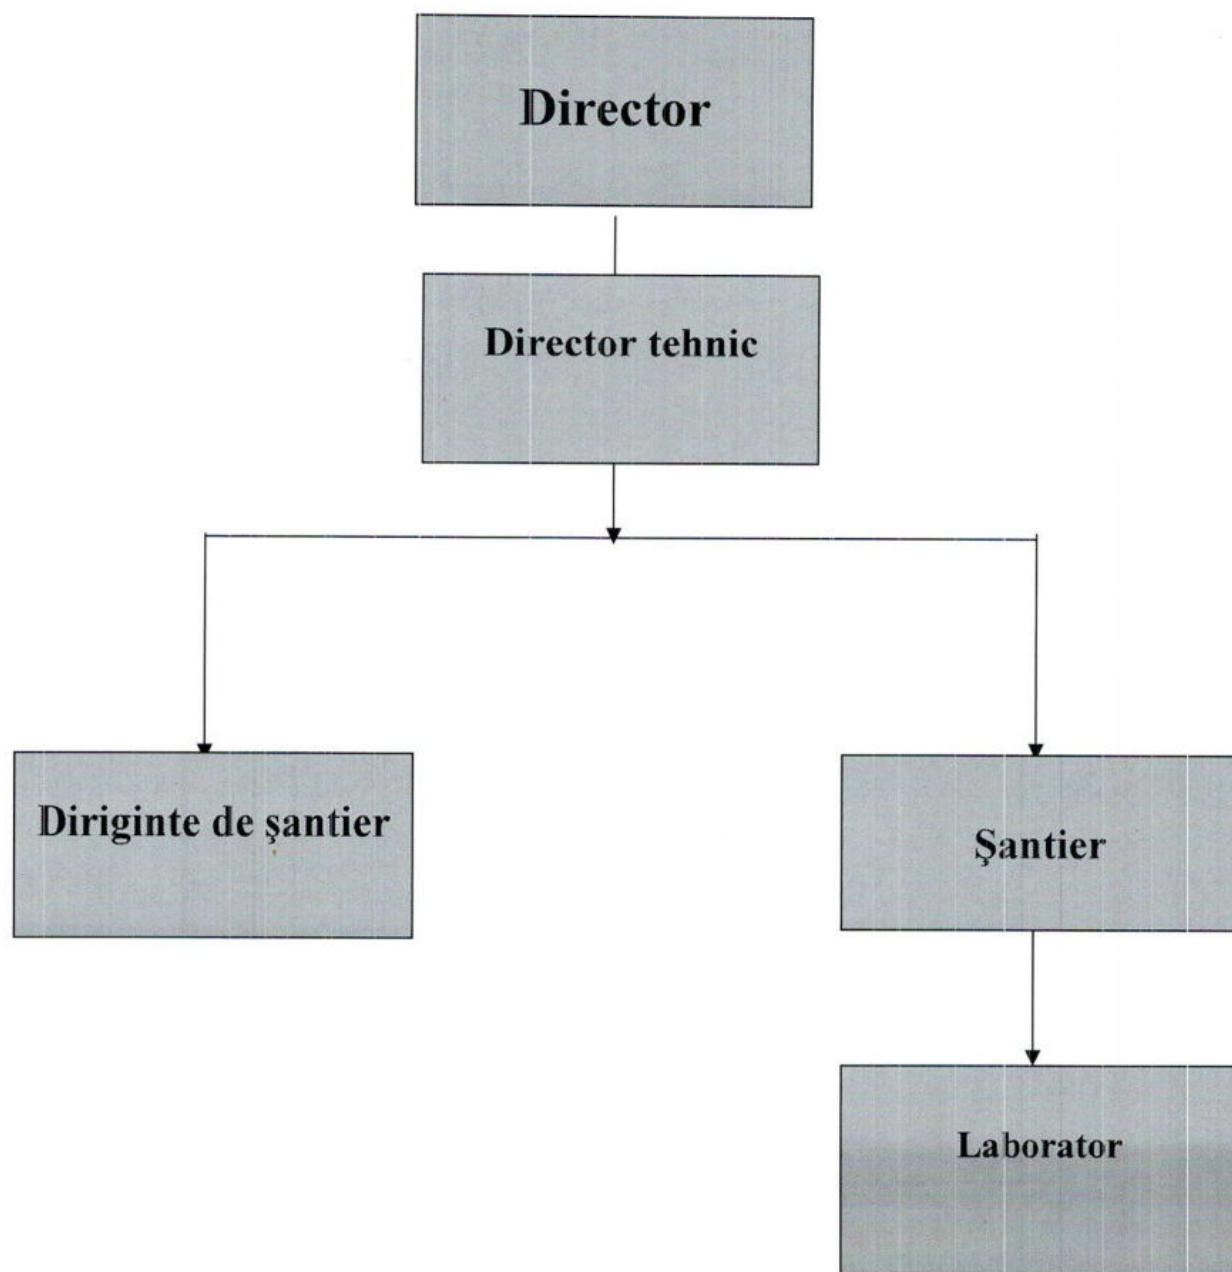 Director
Director tehnic
Diriginte de şantier
Şantier
Laborator